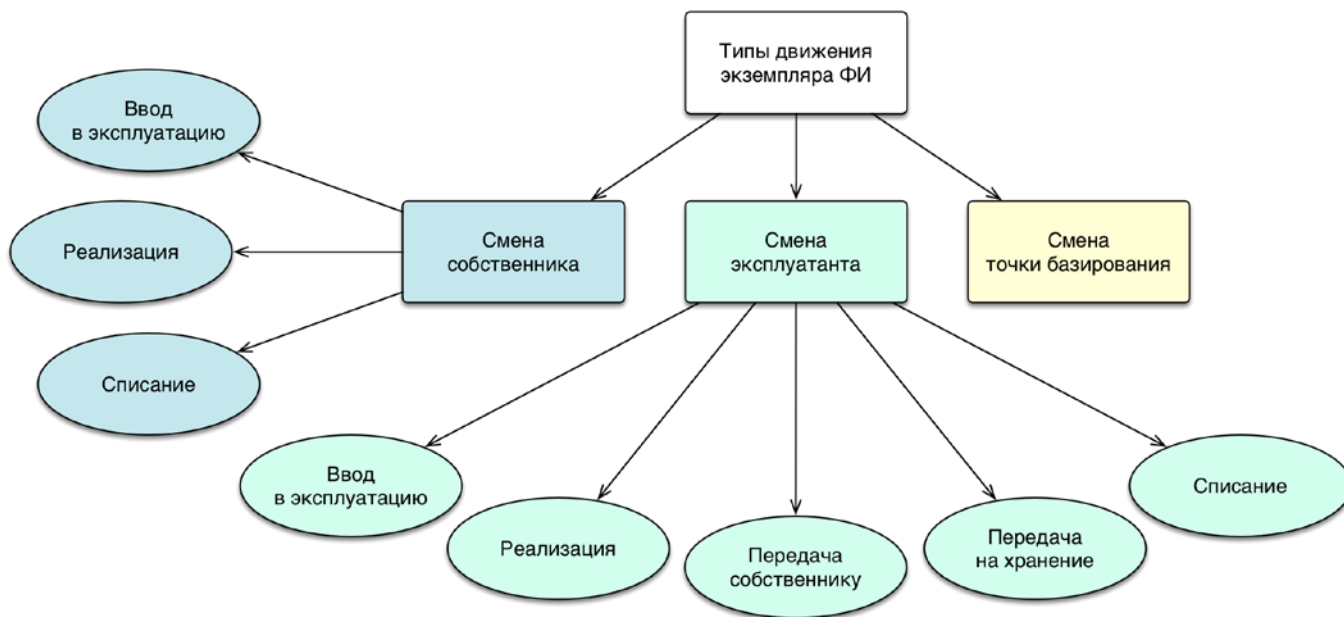 Типы движения
экземпляра ФИ
Ввод
в эксплуатацию
Реализация
Списание
Смена
собственника
Смена
эксплуатанта
Смена
точки базирования
Ввод
в эксплуатацию
Реализация
Передача
собственнику
Передача
на хранение
Списание